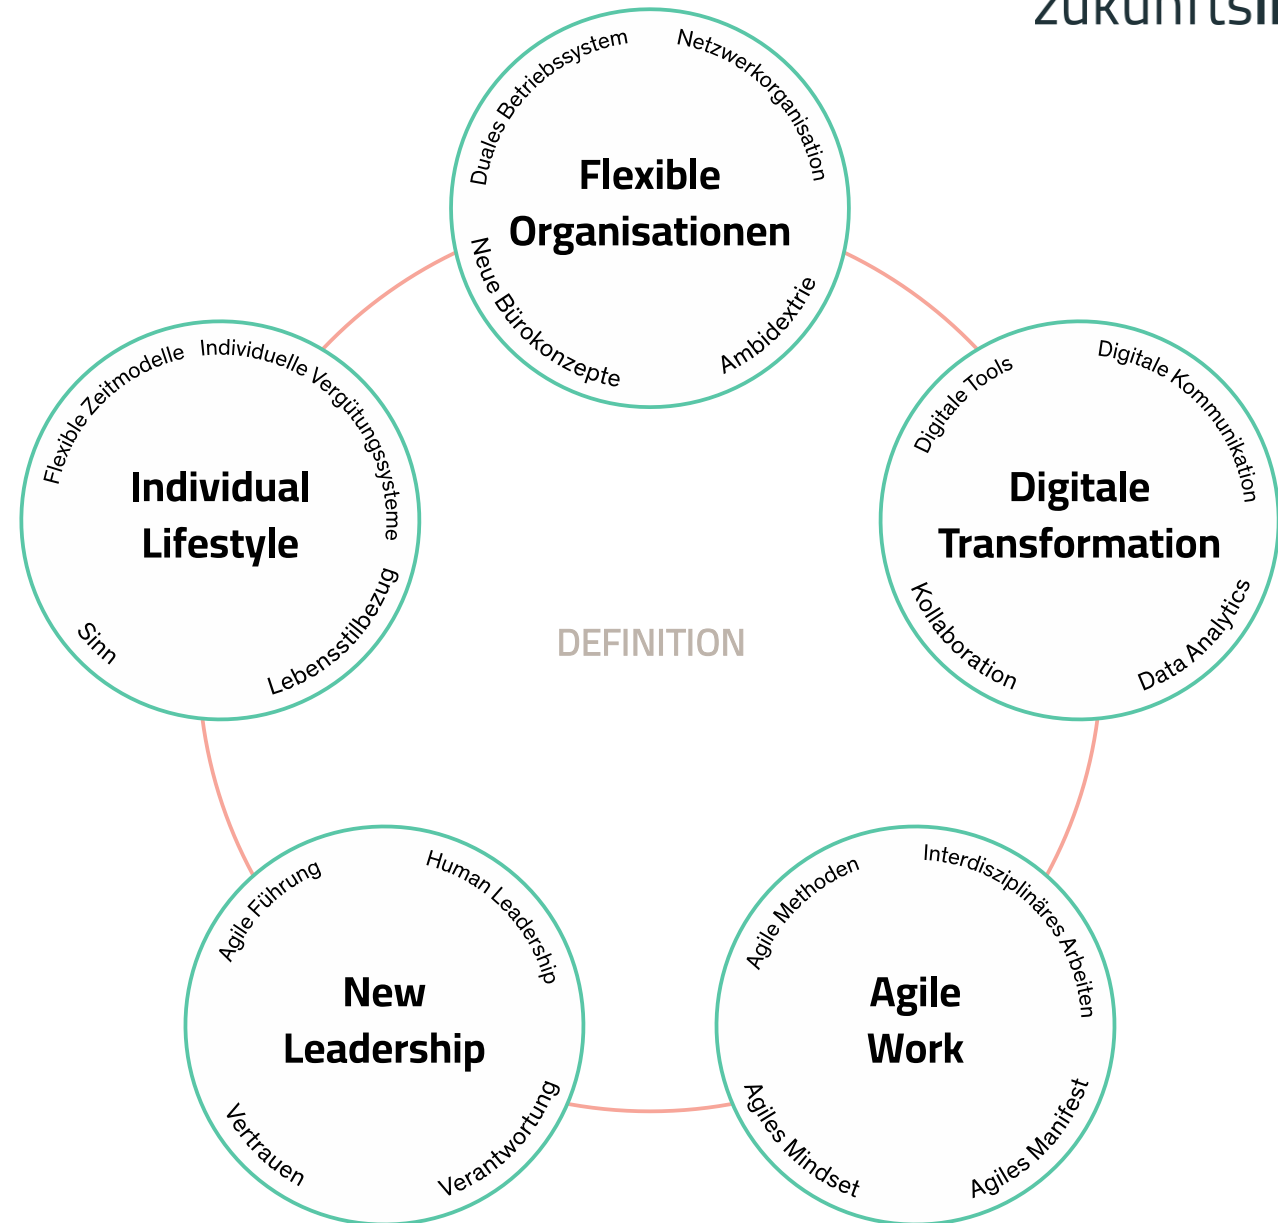 Duales Betriebssystem
Netzwerkorganisation
Flexible
Organisationen
Neue Bürokonzepte
Ambidextrie
Flexible Zeitmodelle
Individuelle Vergütungssysteme
Individual
Lifestyle
Sinn
Lebensstilbezug
Digitale Tools
Digitale Kommunikation
Digitale
Transformation
Kollaboration
Data Analytics
DEFINITION
Agile Führung
Human Leadership
New
Leadership
Vertrauen
Verantwortung
Agile Methoden
Interdisziplinäres Arbeiten
Agile
Work
Agiles Mindset
Agiles Manifest